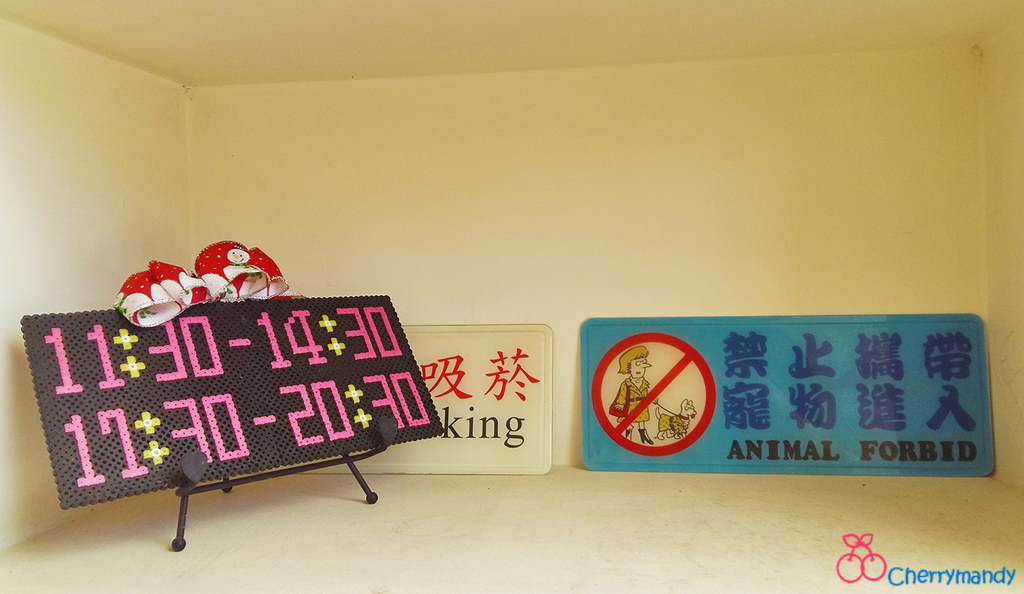 11:30-14:30
17:30-20:30
吸菸
king
禁止攜帶
寵物進入
ANIMAL FORBID
Cherrymandy